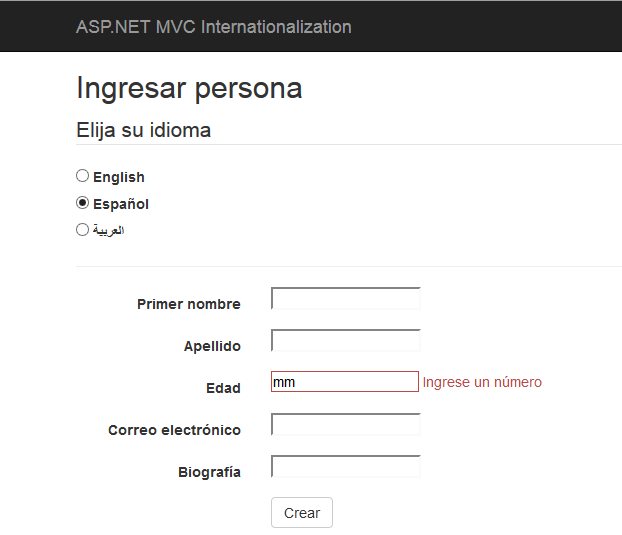 ASP.NET MVC Internationalization
Ingresar persona
Elija su idioma
English
Español
العربية
Primer nombre
Apellido
Edad mm Ingrese un número
Correo electrónico
Biografía
Crear